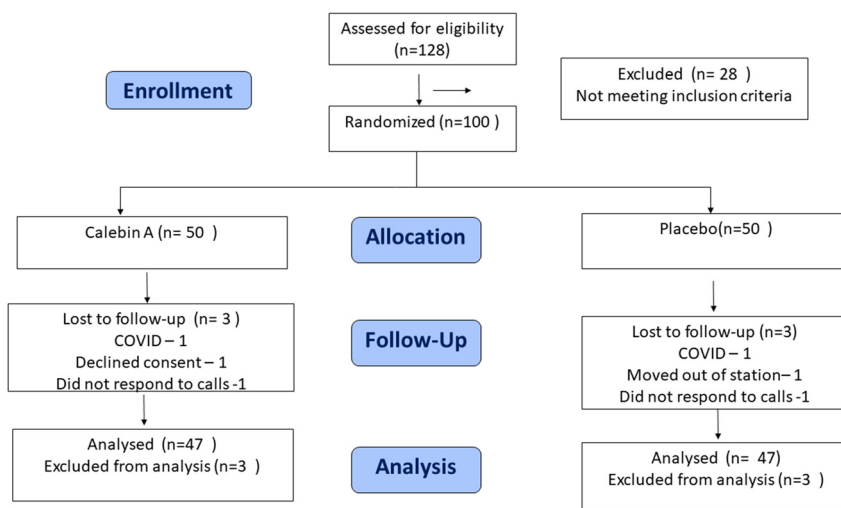 Assessed for eligibility
(n=128)
Enrollment
Excluded (n= 28 )
Not meeting inclusion criteria
Randomized (n=100 )
Calebin A (n= 50 )
Allocation
Placebo(n=50 )
Lost to follow-up (n= 3 )
COVID – 1
Declined consent – 1
Did not respond to calls -1
Follow-Up
Lost to follow-up (n=3)
COVID – 1
Moved out of station– 1
Did not respond to calls -1
Analysed (n=47 )
Excluded from analysis (n=3 )
Analysis
Analysed (n= 47)
Excluded from analysis (n=3 )